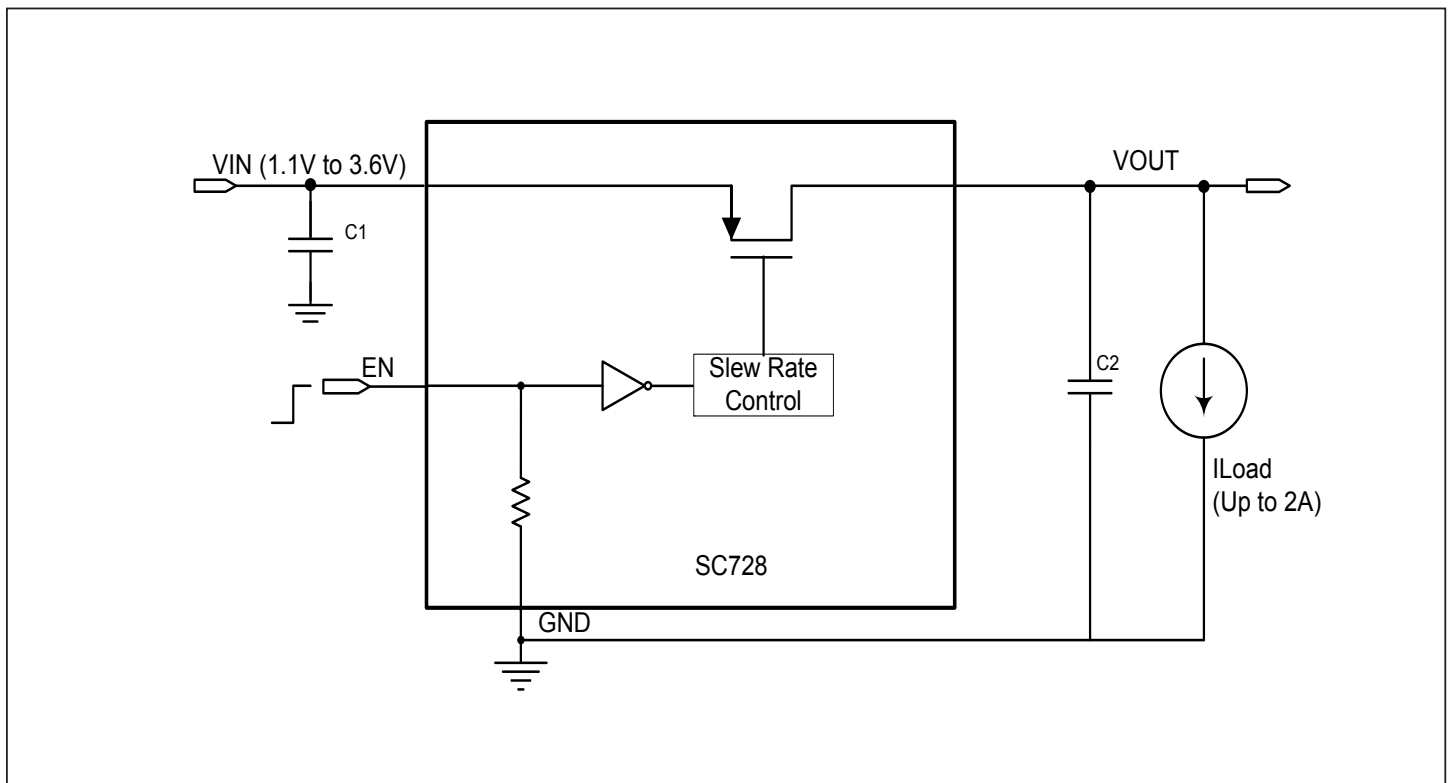 VIN (1.1V to 3.6V)
VOUT
C1
EN
Slew Rate
Control
C2
ILoad
(Up to 2A)
SC728
GND